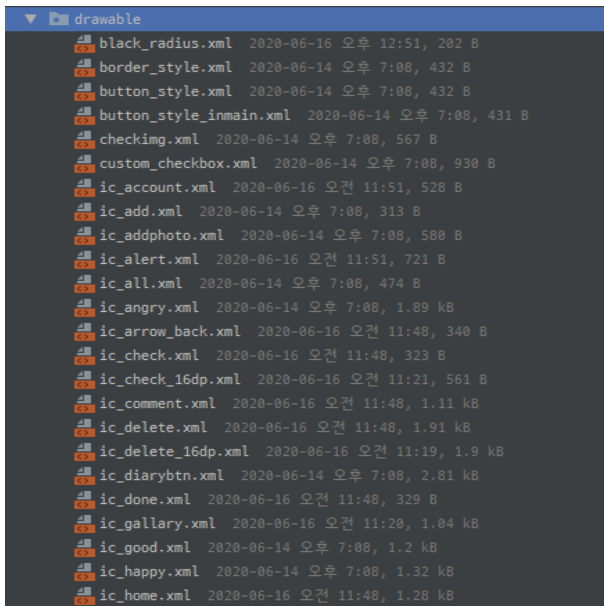 drawable
black_radius.xml 2020-06-16 오후 12:51, 202 B
border_style.xml 2020-06-14 오후 7:08, 432 B
button_style.xml 2020-06-14 오후 7:08, 432 B
button_style_inmain.xml 2020-06-14 오후 7:08, 431 B
checkimg.xml 2020-06-14 오후 7:08, 567 B
custom_checkbox.xml 2020-06-14 오후 7:08, 930 B
ic_account.xml 2020-06-16 오전 11:51, 528 B
ic_add.xml 2020-06-14 오후 7:08, 313 B
ic_addphoto.xml 2020-06-14 오후 7:08, 580 B
ic_alert.xml 2020-06-16 오전 11:51, 721 B
ic_all.xml 2020-06-14 오후 7:08, 474 B
ic_angry.xml 2020-06-14 오후 7:08, 1.89 kB
ic_arrow_back.xml 2020-06-16 오전 11:48, 340 B
ic_check.xml 2020-06-16 오전 11:48, 323 B
ic_check_16dp.xml 2020-06-16 오전 11:21, 561 B
ic_comment.xml 2020-06-16 오전 11:48, 1.11 kB
ic_delete.xml 2020-06-16 오전 11:48, 1.91 kB
ic_delete_16dp.xml 2020-06-16 오전 11:19, 1.9 kB
ic_diarybtn.xml 2020-06-14 오후 7:08, 2.81 kB
ic_done.xml 2020-06-16 오전 11:48, 329 B
ic_gallary.xml 2020-06-16 오전 11:20, 1.04 kB
ic_good.xml 2020-06-14 오후 7:08, 1.2 kB
ic_happy.xml 2020-06-14 오후 7:08, 1.32 kB
ic_home.xml 2020-06-16 오전 11:48, 1.28 kB